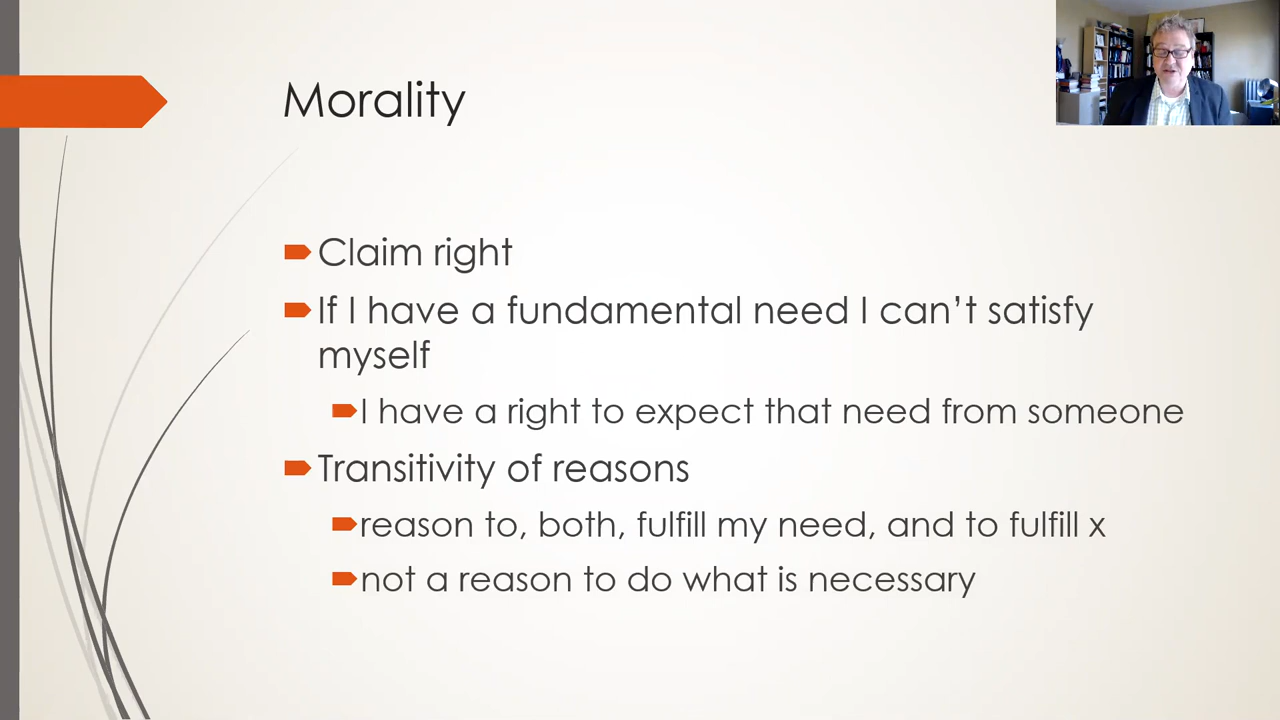 Morality
Claim right
If I have a fundamental need I can’t satisfy
myself
I have a right to expect that need from someone
Transitivity of reasons
reason to, both, fulfill my need, and to fulfill x
not a reason to do what is necessary